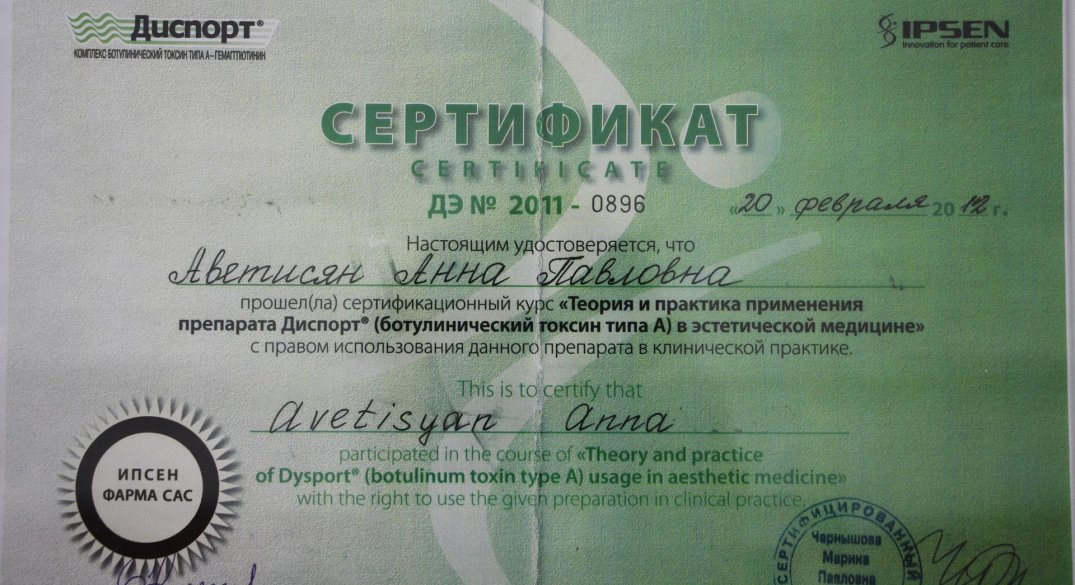 Диспорт®
КОМПЛЕКС БОТУЛИНИЧЕСКИЙ ТОКСИН ТИПА А – ГЕМАГГЛЮТИНИН
IPSEN
Innovation for patient care
СЕРТИФИКАТ
CERTIFICATE
ДЭ № 2011 - 0896
«20» февраля 2012 г.
Настоящим удостоверяется, что
Аветисян Анна Павловна
прошел(ла) сертификационный курс «Теория и практика применения
препарата Диспорт® (ботулинический токсин типа А) в эстетической медицине»
с правом использования данного препарата в клинической практике.
This is to certify that
Avetisyan Anna
participated in the course of «Theory and practice
of Dysport® (botulinum toxin type A) usage in aesthetic medicine»
with the right to use the given preparation in clinical practice.
ИПСЕН
ФАРМА САС
СЕРТИФИЦИРОВАННЫЙ
Чернышова
Марина
Павловна